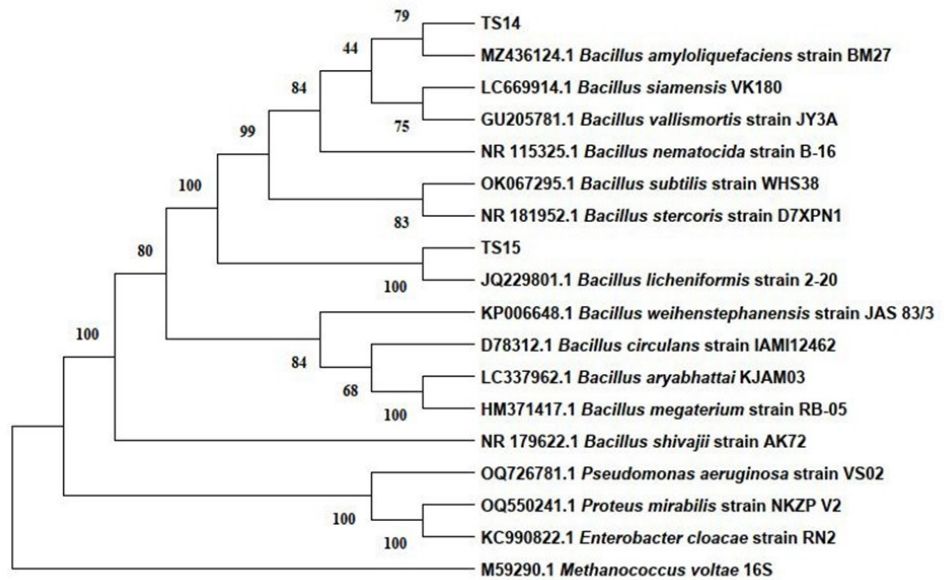 79
TS14
44
MZ436124.1 Bacillus amyloliquefaciens strain BM27
84
LC669914.1 Bacillus siamensis VK180
75
GU205781.1 Bacillus vallismortis strain JY3A
99
NR 115325.1 Bacillus nematocida strain B-16
100
OK067295.1 Bacillus subtilis strain WHS38
83
NR 181952.1 Bacillus stercoris strain D7XPN1
80
TS15
100
JQ229801.1 Bacillus licheniformis strain 2-20
KP006648.1 Bacillus weihenstephanensis strain JAS 83/3
100
D78312.1 Bacillus circulans strain IAMI12462
84
LC337962.1 Bacillus aryabhattai KJAM03
68
100
HM371417.1 Bacillus megaterium strain RB-05
NR 179622.1 Bacillus shivajii strain AK72
OQ726781.1 Pseudomonas aeruginosa strain VS02
OQ550241.1 Proteus mirabilis strain NKZP V2
100
KC990822.1 Enterobacter cloacae strain RN2
100
M59290.1 Methanococcus voltae 16S